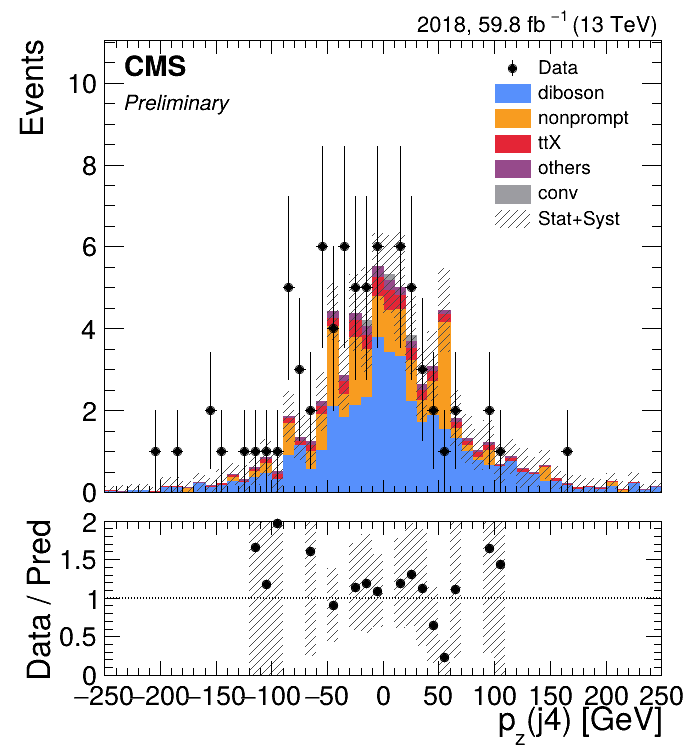 2018, 59.8 fb⁻¹ (13 TeV)
Events
CMS
Preliminary
Data
diboson
nonprompt
ttX
others
conv
Stat+Syst
10
8
6
4
2
0
Data / Pred
2
1.5
1
0.5
0
−250 −200 −150 −100 −50 0 50 100 150 200 250
p_z(j4) [GeV]